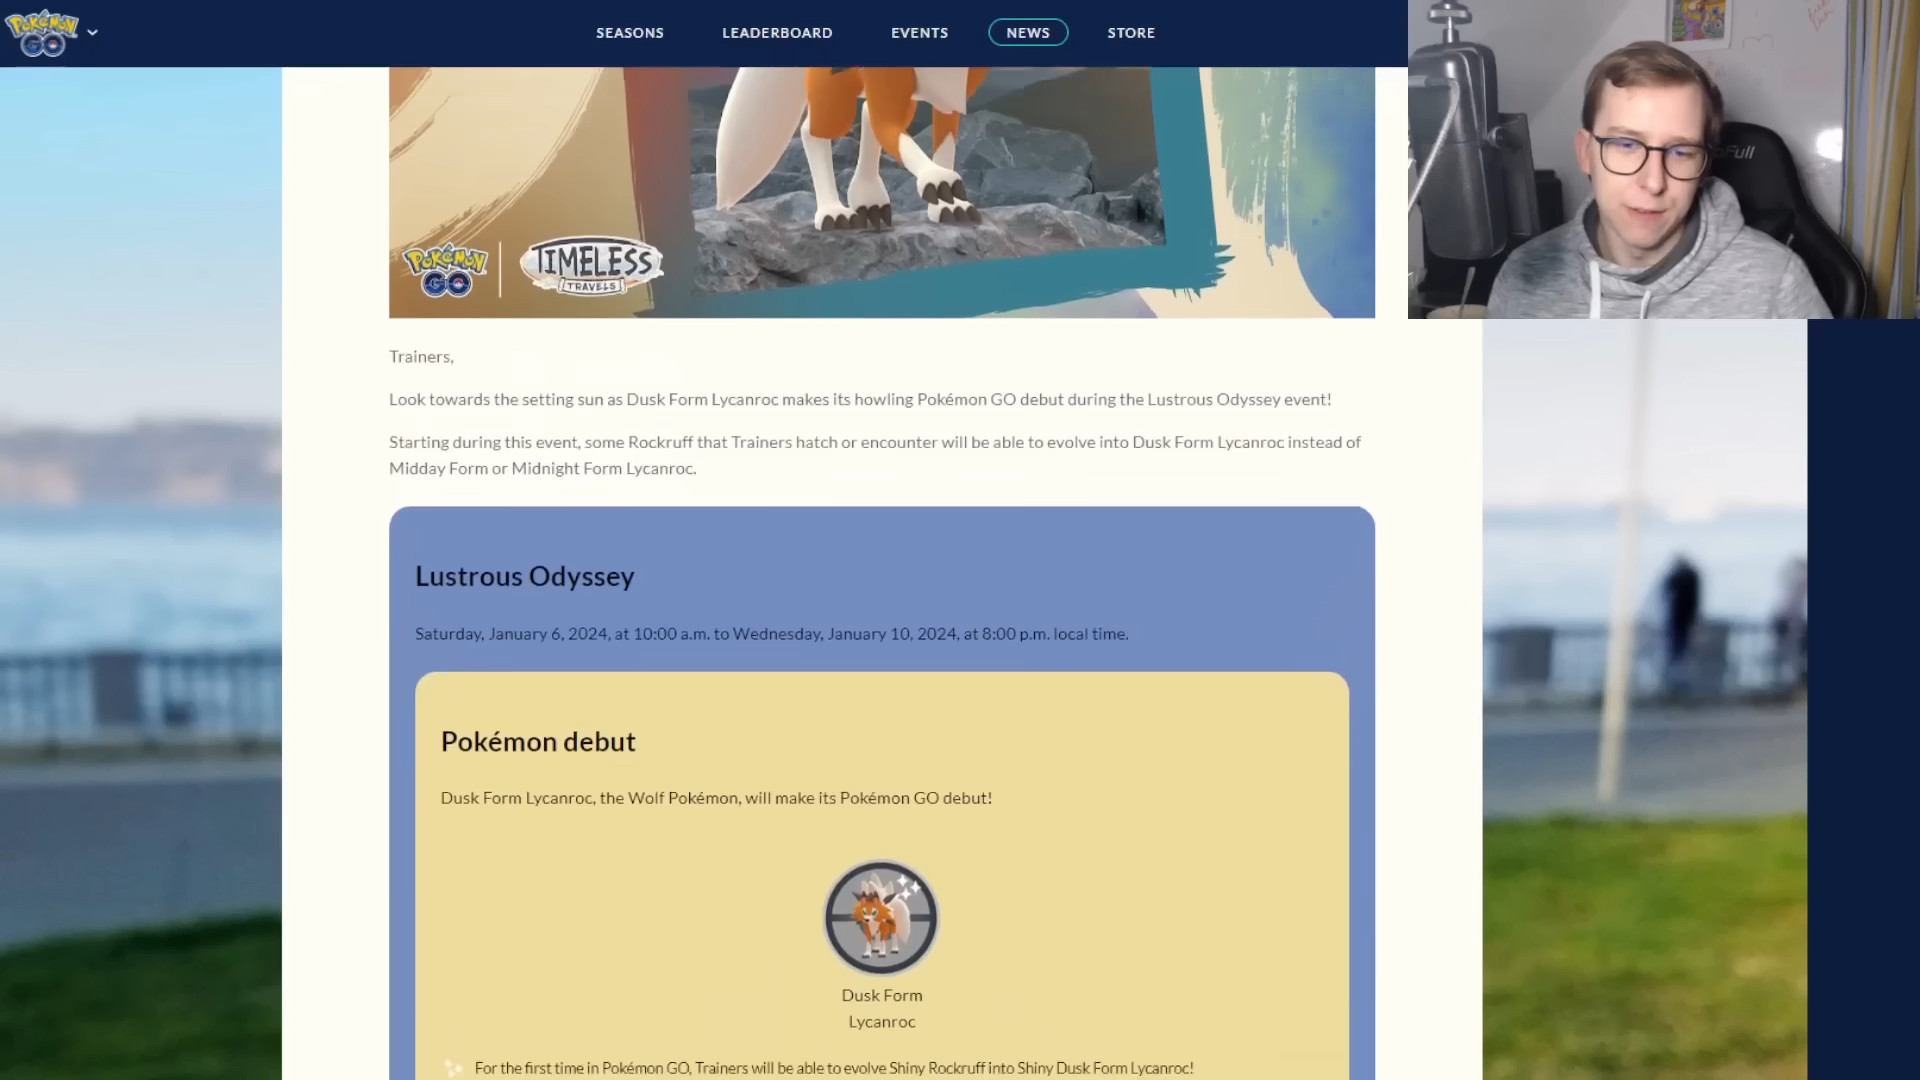 Pokémon GO
SEASONS
LEADERBOARD
EVENTS
NEWS
STORE
Pokémon GO
TIMELESS
TRAVELS
Trainers,
Look towards the setting sun as Dusk Form Lycanroc makes its howling Pokémon GO debut during the Lustrous Odyssey event!
Starting during this event, some Rockruff that Trainers hatch or encounter will be able to evolve into Dusk Form Lycanroc instead of
Midday Form or Midnight Form Lycanroc.
Lustrous Odyssey
Saturday, January 6, 2024, at 10:00 a.m. to Wednesday, January 10, 2024, at 8:00 p.m. local time.
Pokémon debut
Dusk Form Lycanroc, the Wolf Pokémon, will make its Pokémon GO debut!
Dusk Form
Lycanroc
For the first time in Pokémon GO, Trainers will be able to evolve Shiny Rockruff into Shiny Dusk Form Lycanroc!